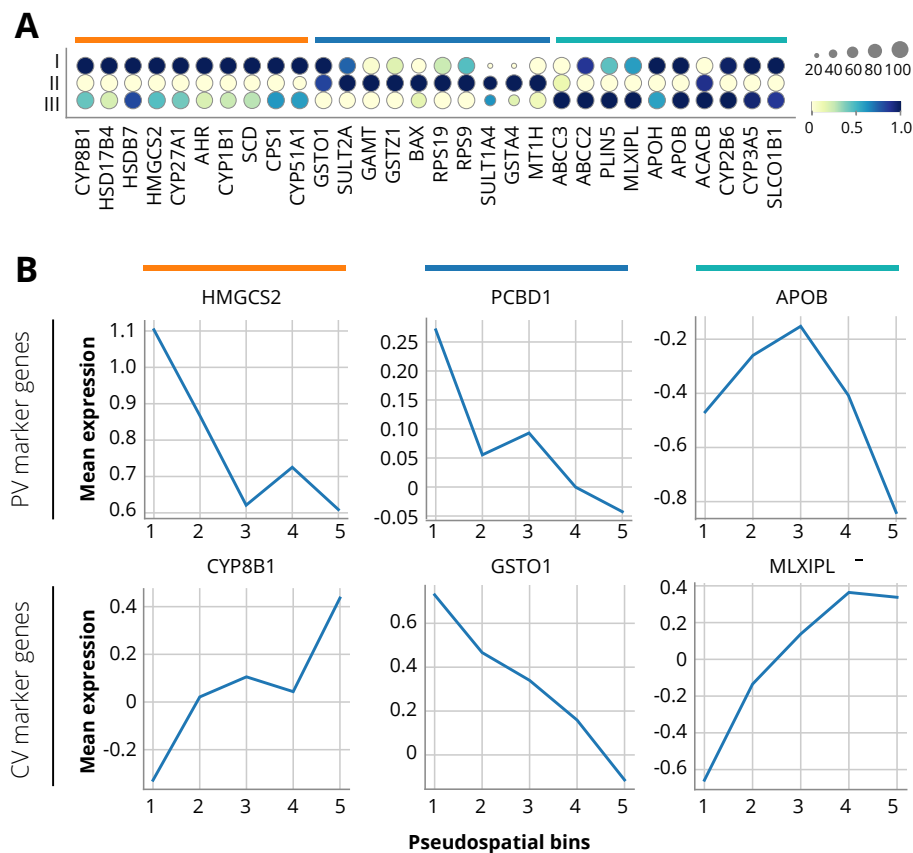 A
I
II
III
20 40 60 80 100
0 0.5 1.0
CYP8B1 HSD17B4 HSDB7 HMGCS2 CYP27A1 AHR CYP1B1 SCD CPS1 CYP51A1 GSTO1 SULT2A GAMT GSTZ1 BAX RPS19 RPS9 SULT1A4 GSTA4 MT1H ABCC3 ABCC2 PLIN5 MLXIPL APOH APOB ACACB CYP2B6 CYP3A5 SLCO1B1
B
PV marker genes
HMGCS2
Mean expression
1.1
1.0
0.9
0.8
0.7
0.6
1 2 3 4 5
PCBD1
0.25
0.20
0.15
0.10
0.05
0
-0.05
1 2 3 4 5
APOB
-0.2
-0.4
-0.6
-0.8
1 2 3 4 5
CV marker genes
CYP8B1
Mean expression
0.4
0.2
0
-0.2
1 2 3 4 5
GSTO1
0.6
0.4
0.2
0
1 2 3 4 5
MLXIPL -
0.4
0.2
0
-0.2
-0.4
-0.6
1 2 3 4 5
Pseudospatial bins